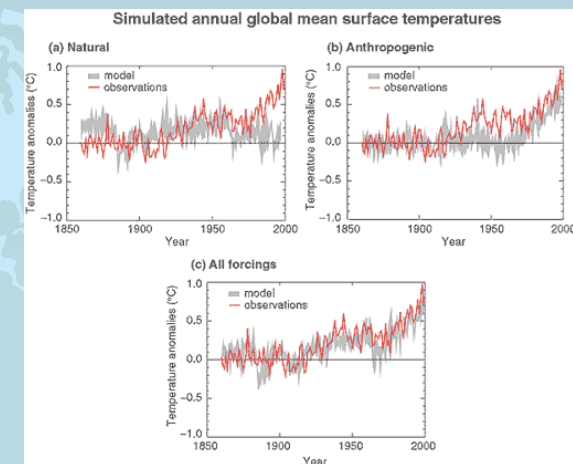 Simulated annual global mean surface temperatures
(a) Natural
Temperature anomalies (°C)
1.0
0.5
0.0
−0.5
−1.0
model
observations
1850
1900
1950
2000
Year
(b) Anthropogenic
Temperature anomalies (°C)
1.0
0.5
0.0
−0.5
−1.0
model
observations
1850
1900
1950
2000
Year
(c) All forcings
Temperature anomalies (°C)
1.0
0.5
0.0
−0.5
−1.0
model
observations
1850
1900
1950
2000
Year